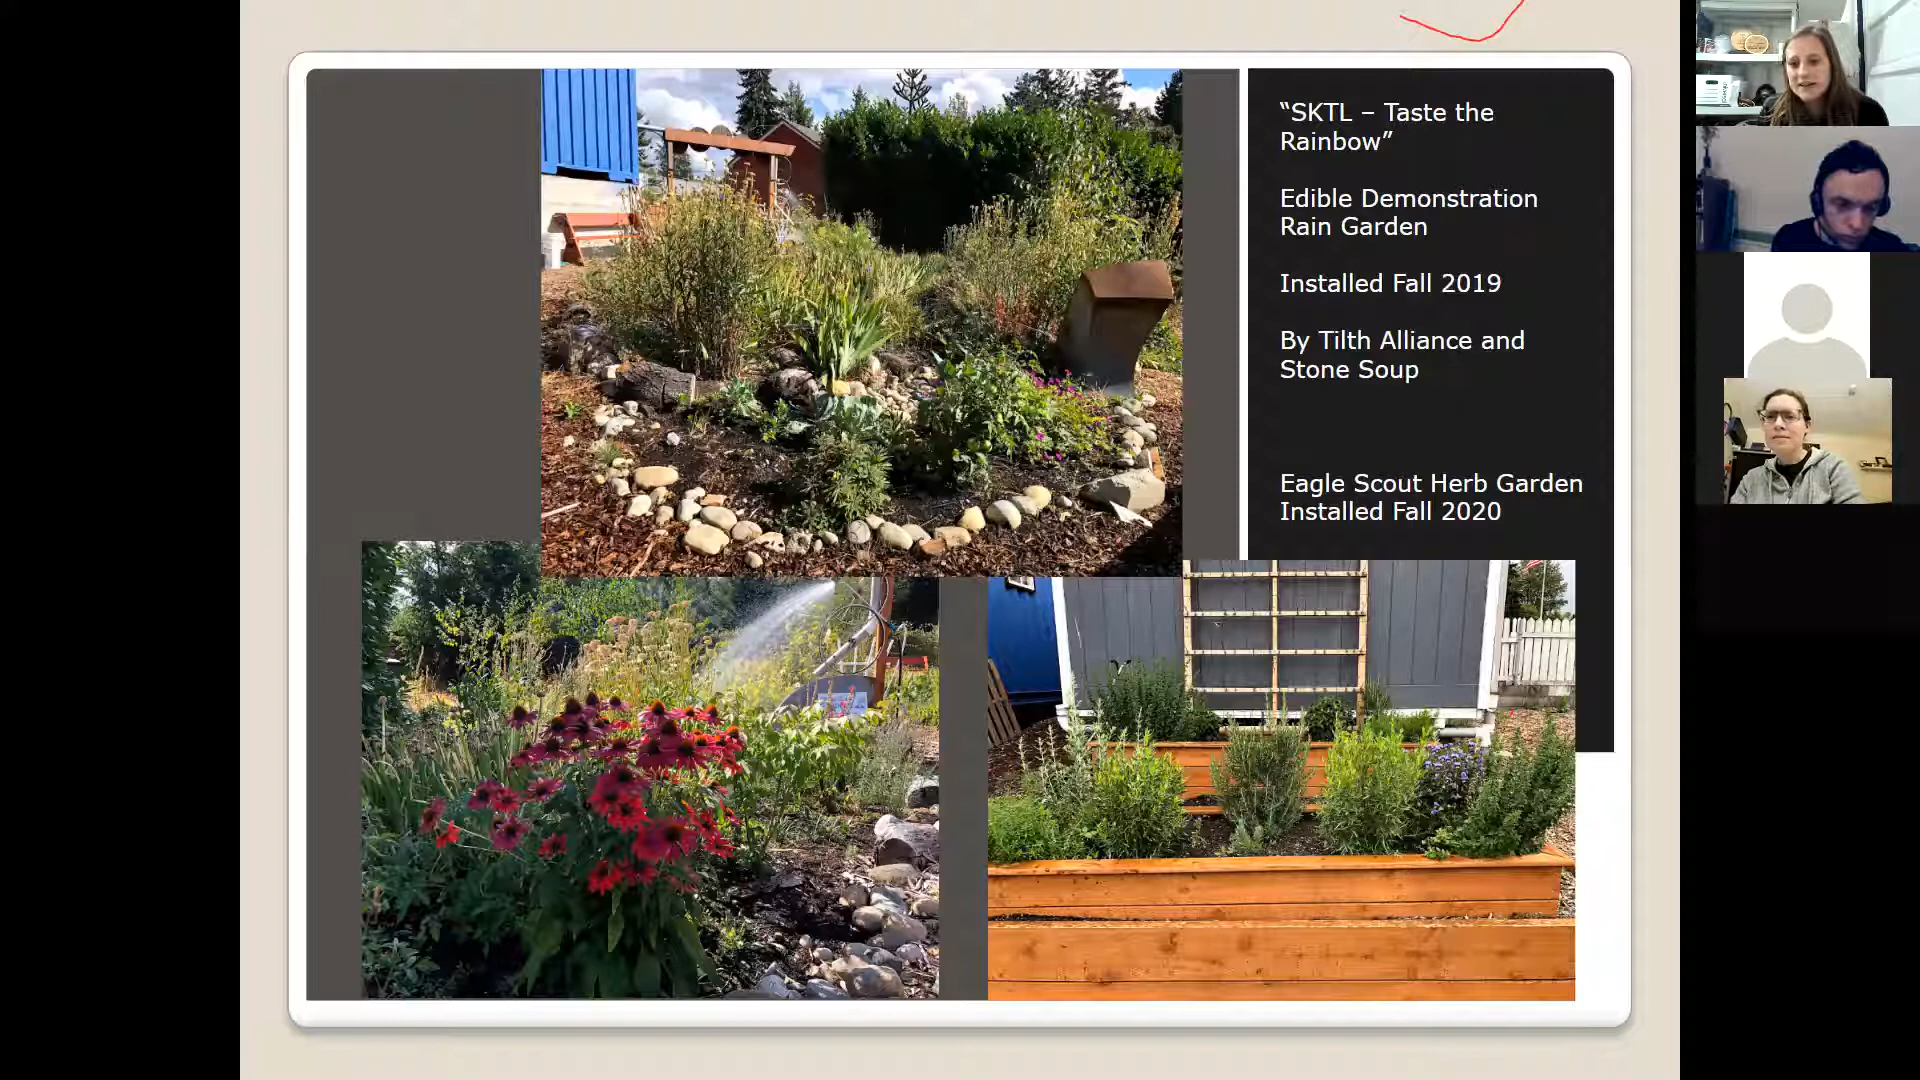 “SKTL – Taste the
Rainbow”
Edible Demonstration
Rain Garden
Installed Fall 2019
By Tilth Alliance and
Stone Soup
Eagle Scout Herb Garden
Installed Fall 2020